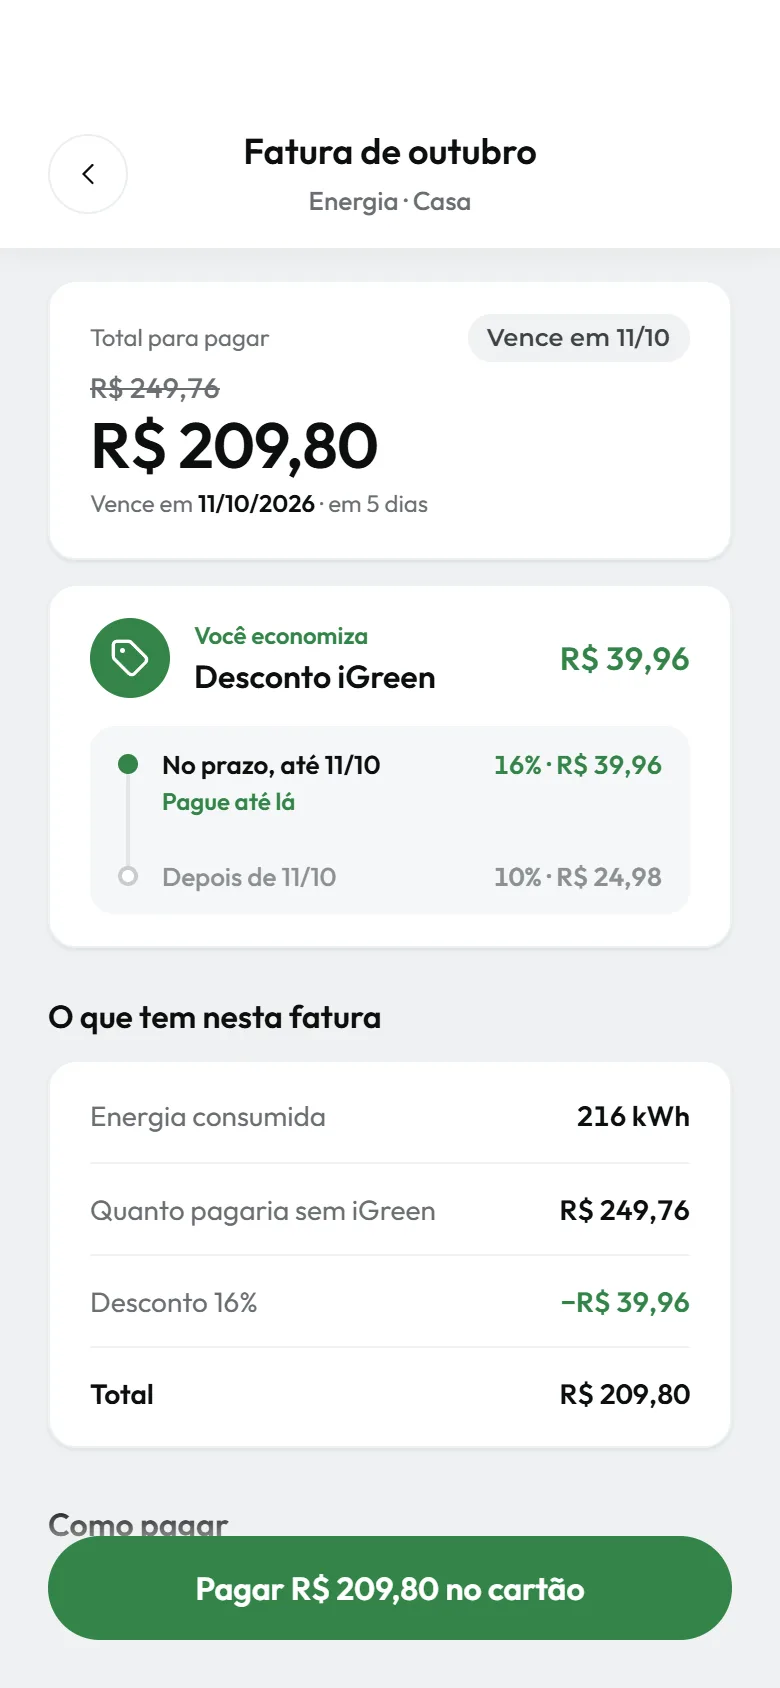 Fatura de outubro
Energia · Casa
Total para pagar
Vence em 11/10
R$ 249,76
R$ 209,80
Vence em 11/10/2026 · em 5 dias
Você economiza
Desconto iGreen
R$ 39,96
No prazo, até 11/10
16% · R$ 39,96
Pague até lá
Depois de 11/10
10% · R$ 24,98
O que tem nesta fatura
Energia consumida
216 kWh
Quanto pagaria sem iGreen
R$ 249,76
Desconto 16%
−R$ 39,96
Total
R$ 209,80
Como pagar
Pagar R$ 209,80 no cartão